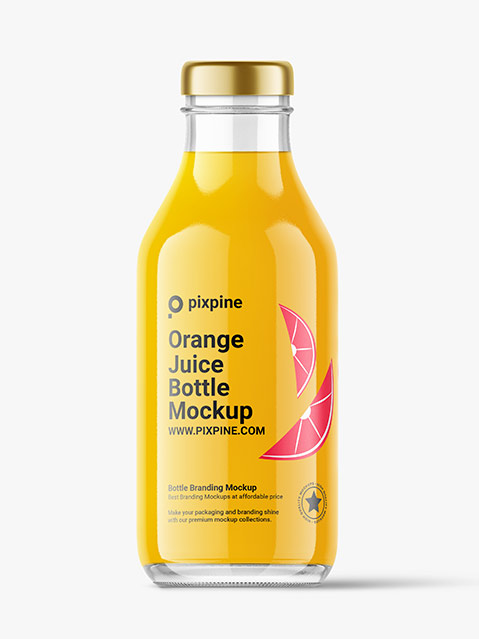 pixpine
Orange
Juice
Bottle
Mockup
WWW.PIXPINE.COM
Bottle Branding Mockup
Best Branding Mockups at affordable price
Make your packaging and branding shine
with our premium mockup collections.